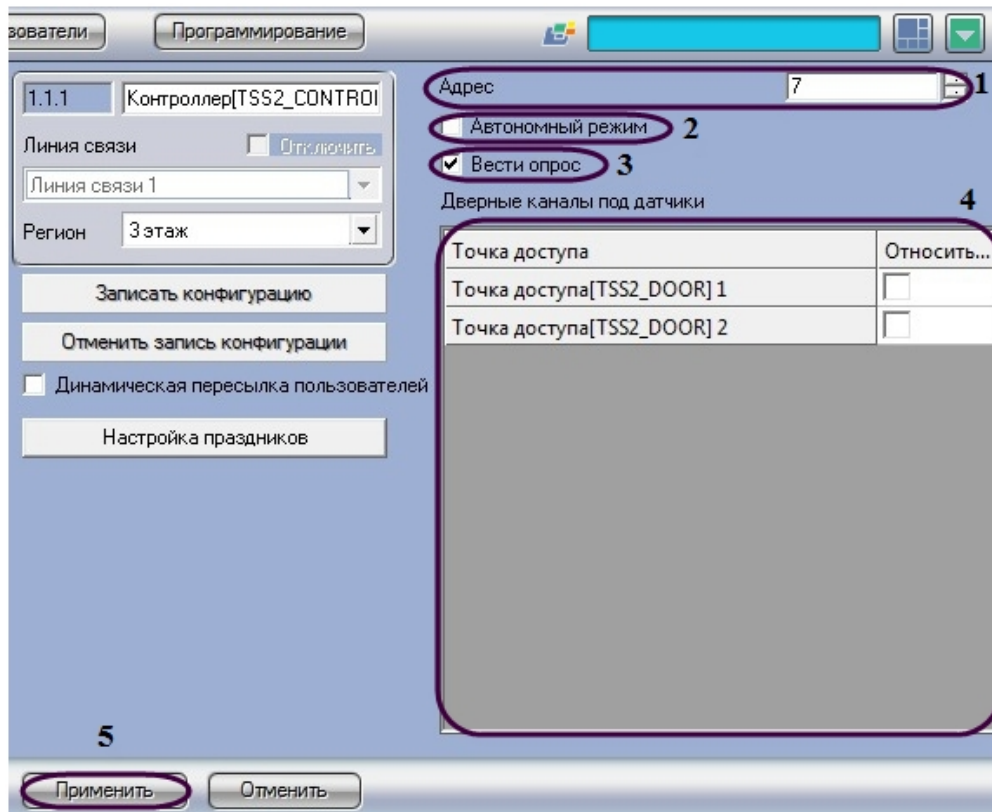 зователи Программирование
1.1.1 Контроллер[TSS2_CONTROI
Линия связи Отключить
Линия связи 1
Регион 3 этаж
Записать конфигурацию
Отменить запись конфигурации
Динамическая пересылка пользователей
Настройка праздников
Адрес 7 1
Автономный режим 2
Вести опрос 3
Дверные каналы под датчики 4
Точка доступа Относить...
Точка доступа[TSS2_DOOR] 1
Точка доступа[TSS2_DOOR] 2
5
Применить Отменить